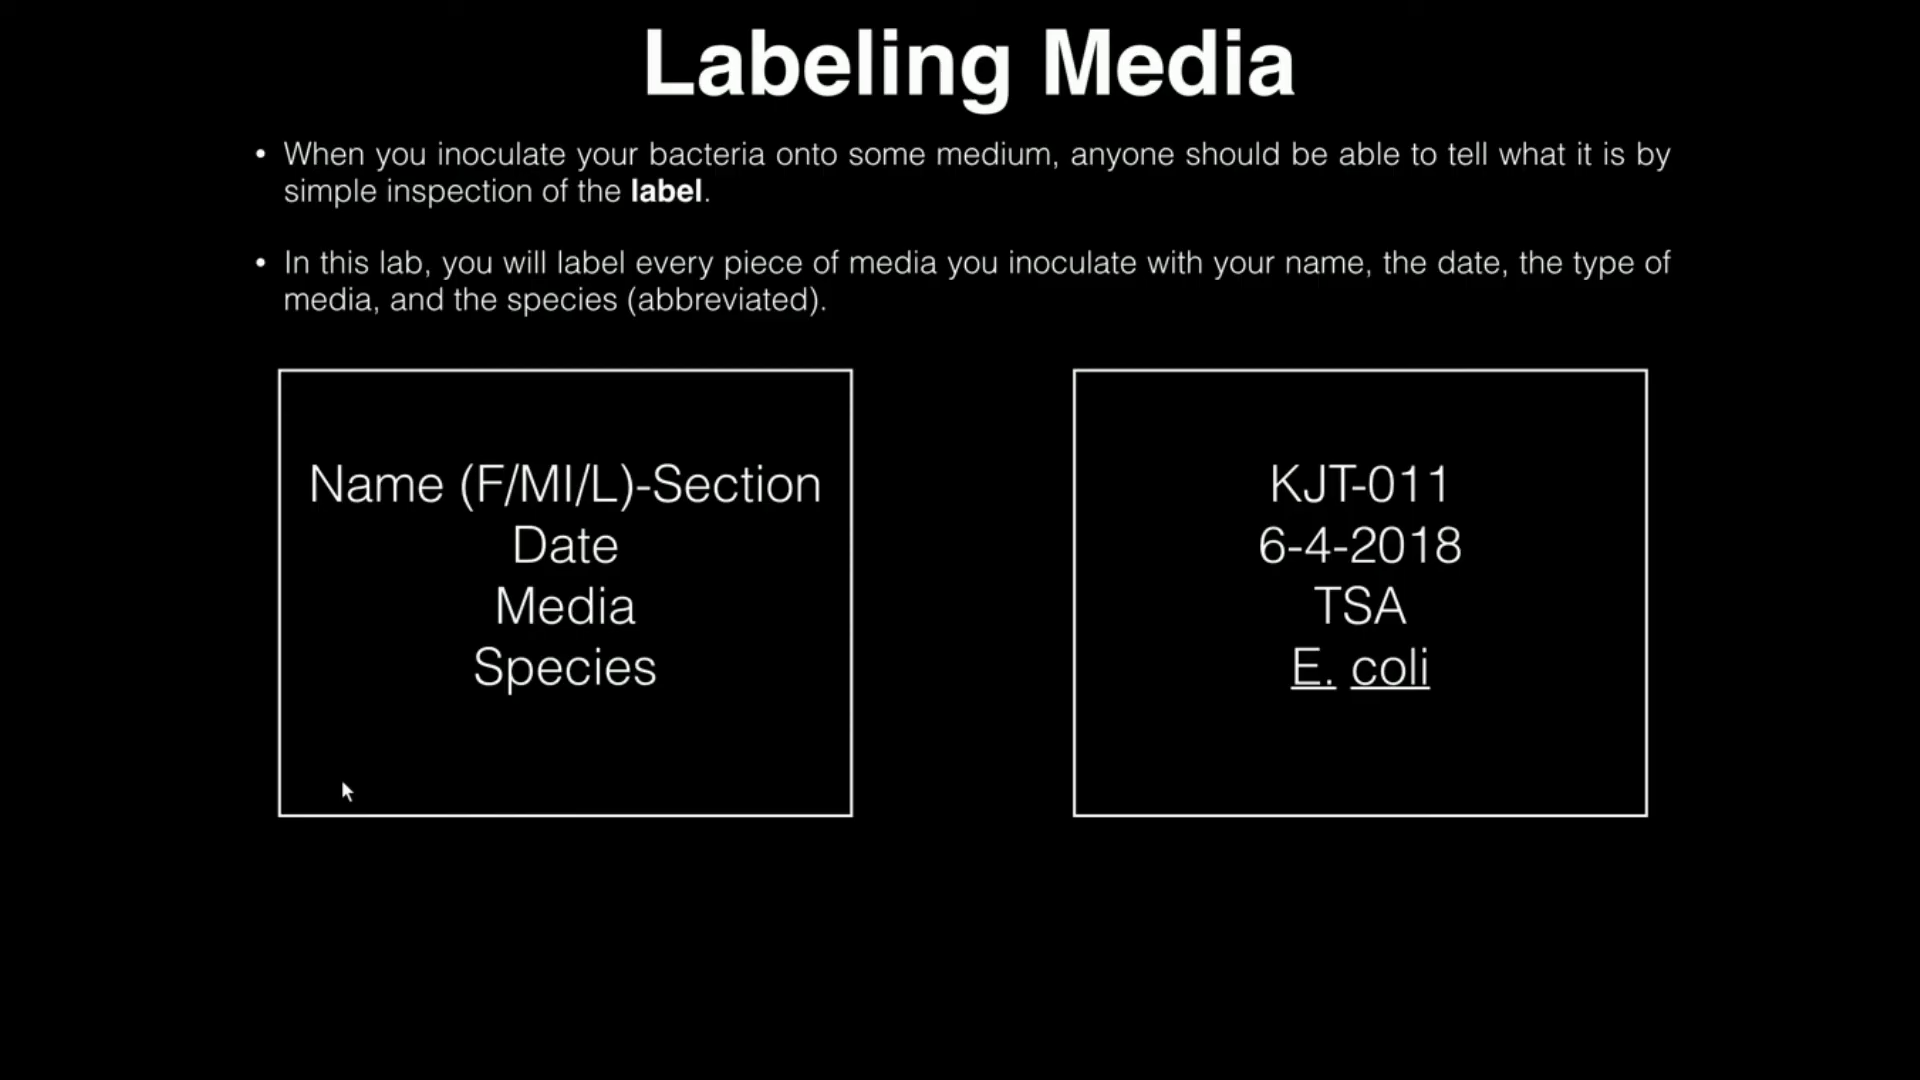 Labeling Media
• When you inoculate your bacteria onto some medium, anyone should be able to tell what it is by
simple inspection of the label.
• In this lab, you will label every piece of media you inoculate with your name, the date, the type of
media, and the species (abbreviated).
Name (F/MI/L)-Section
Date
Media
Species
KJT-011
6-4-2018
TSA
E. coli